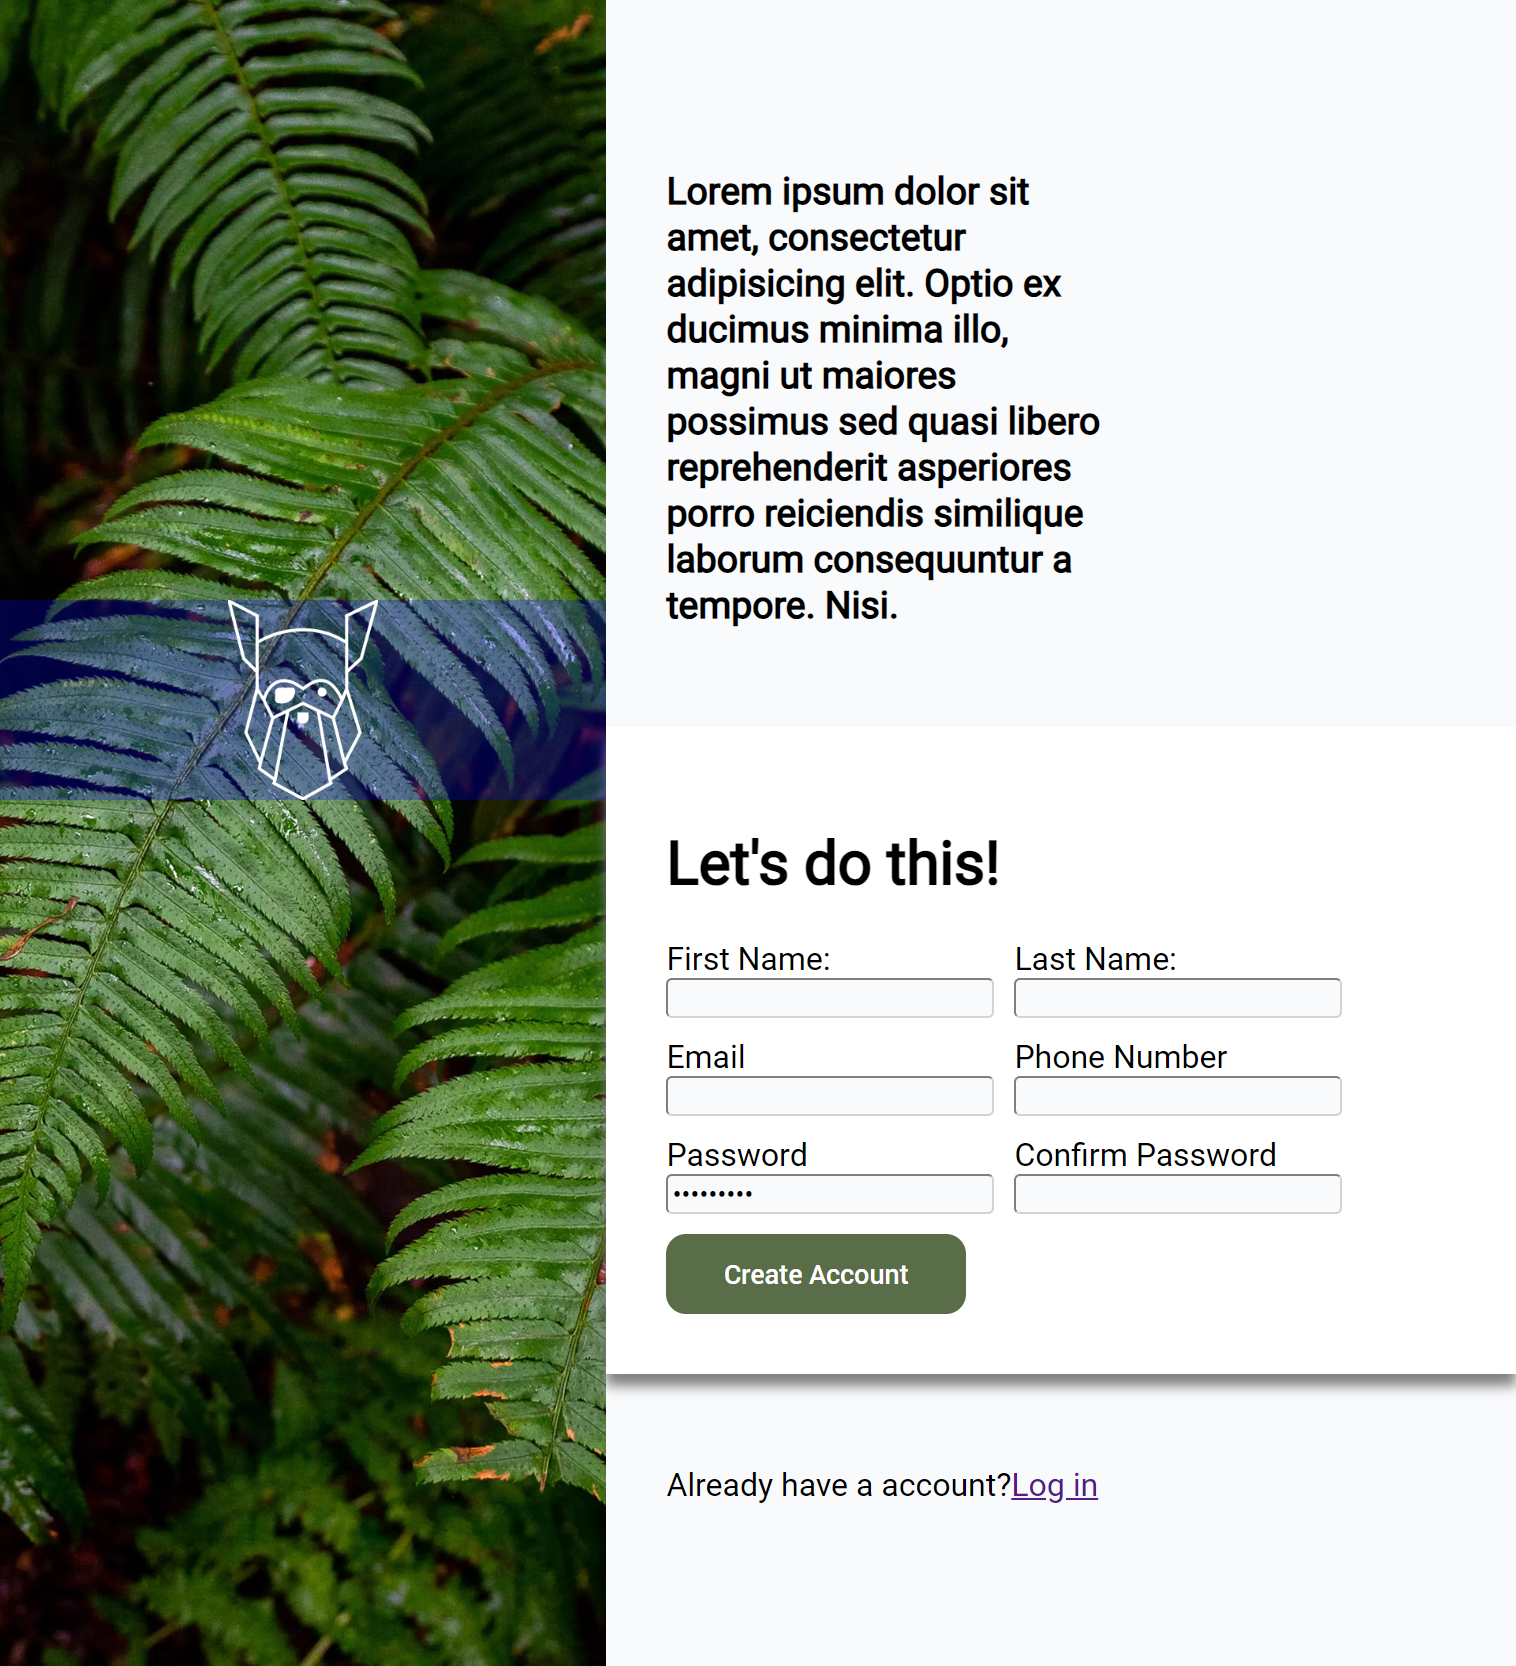 Lorem ipsum dolor sit
amet, consectetur
adipisicing elit. Optio ex
ducimus minima illo,
magni ut maiores
possimus sed quasi libero
reprehenderit asperiores
porro reiciendis similique
laborum consequuntur a
tempore. Nisi.
Let's do this!
First Name: Last Name:
Email Phone Number
Password Confirm Password
•••••••••
Create Account
Already have a account?Log in